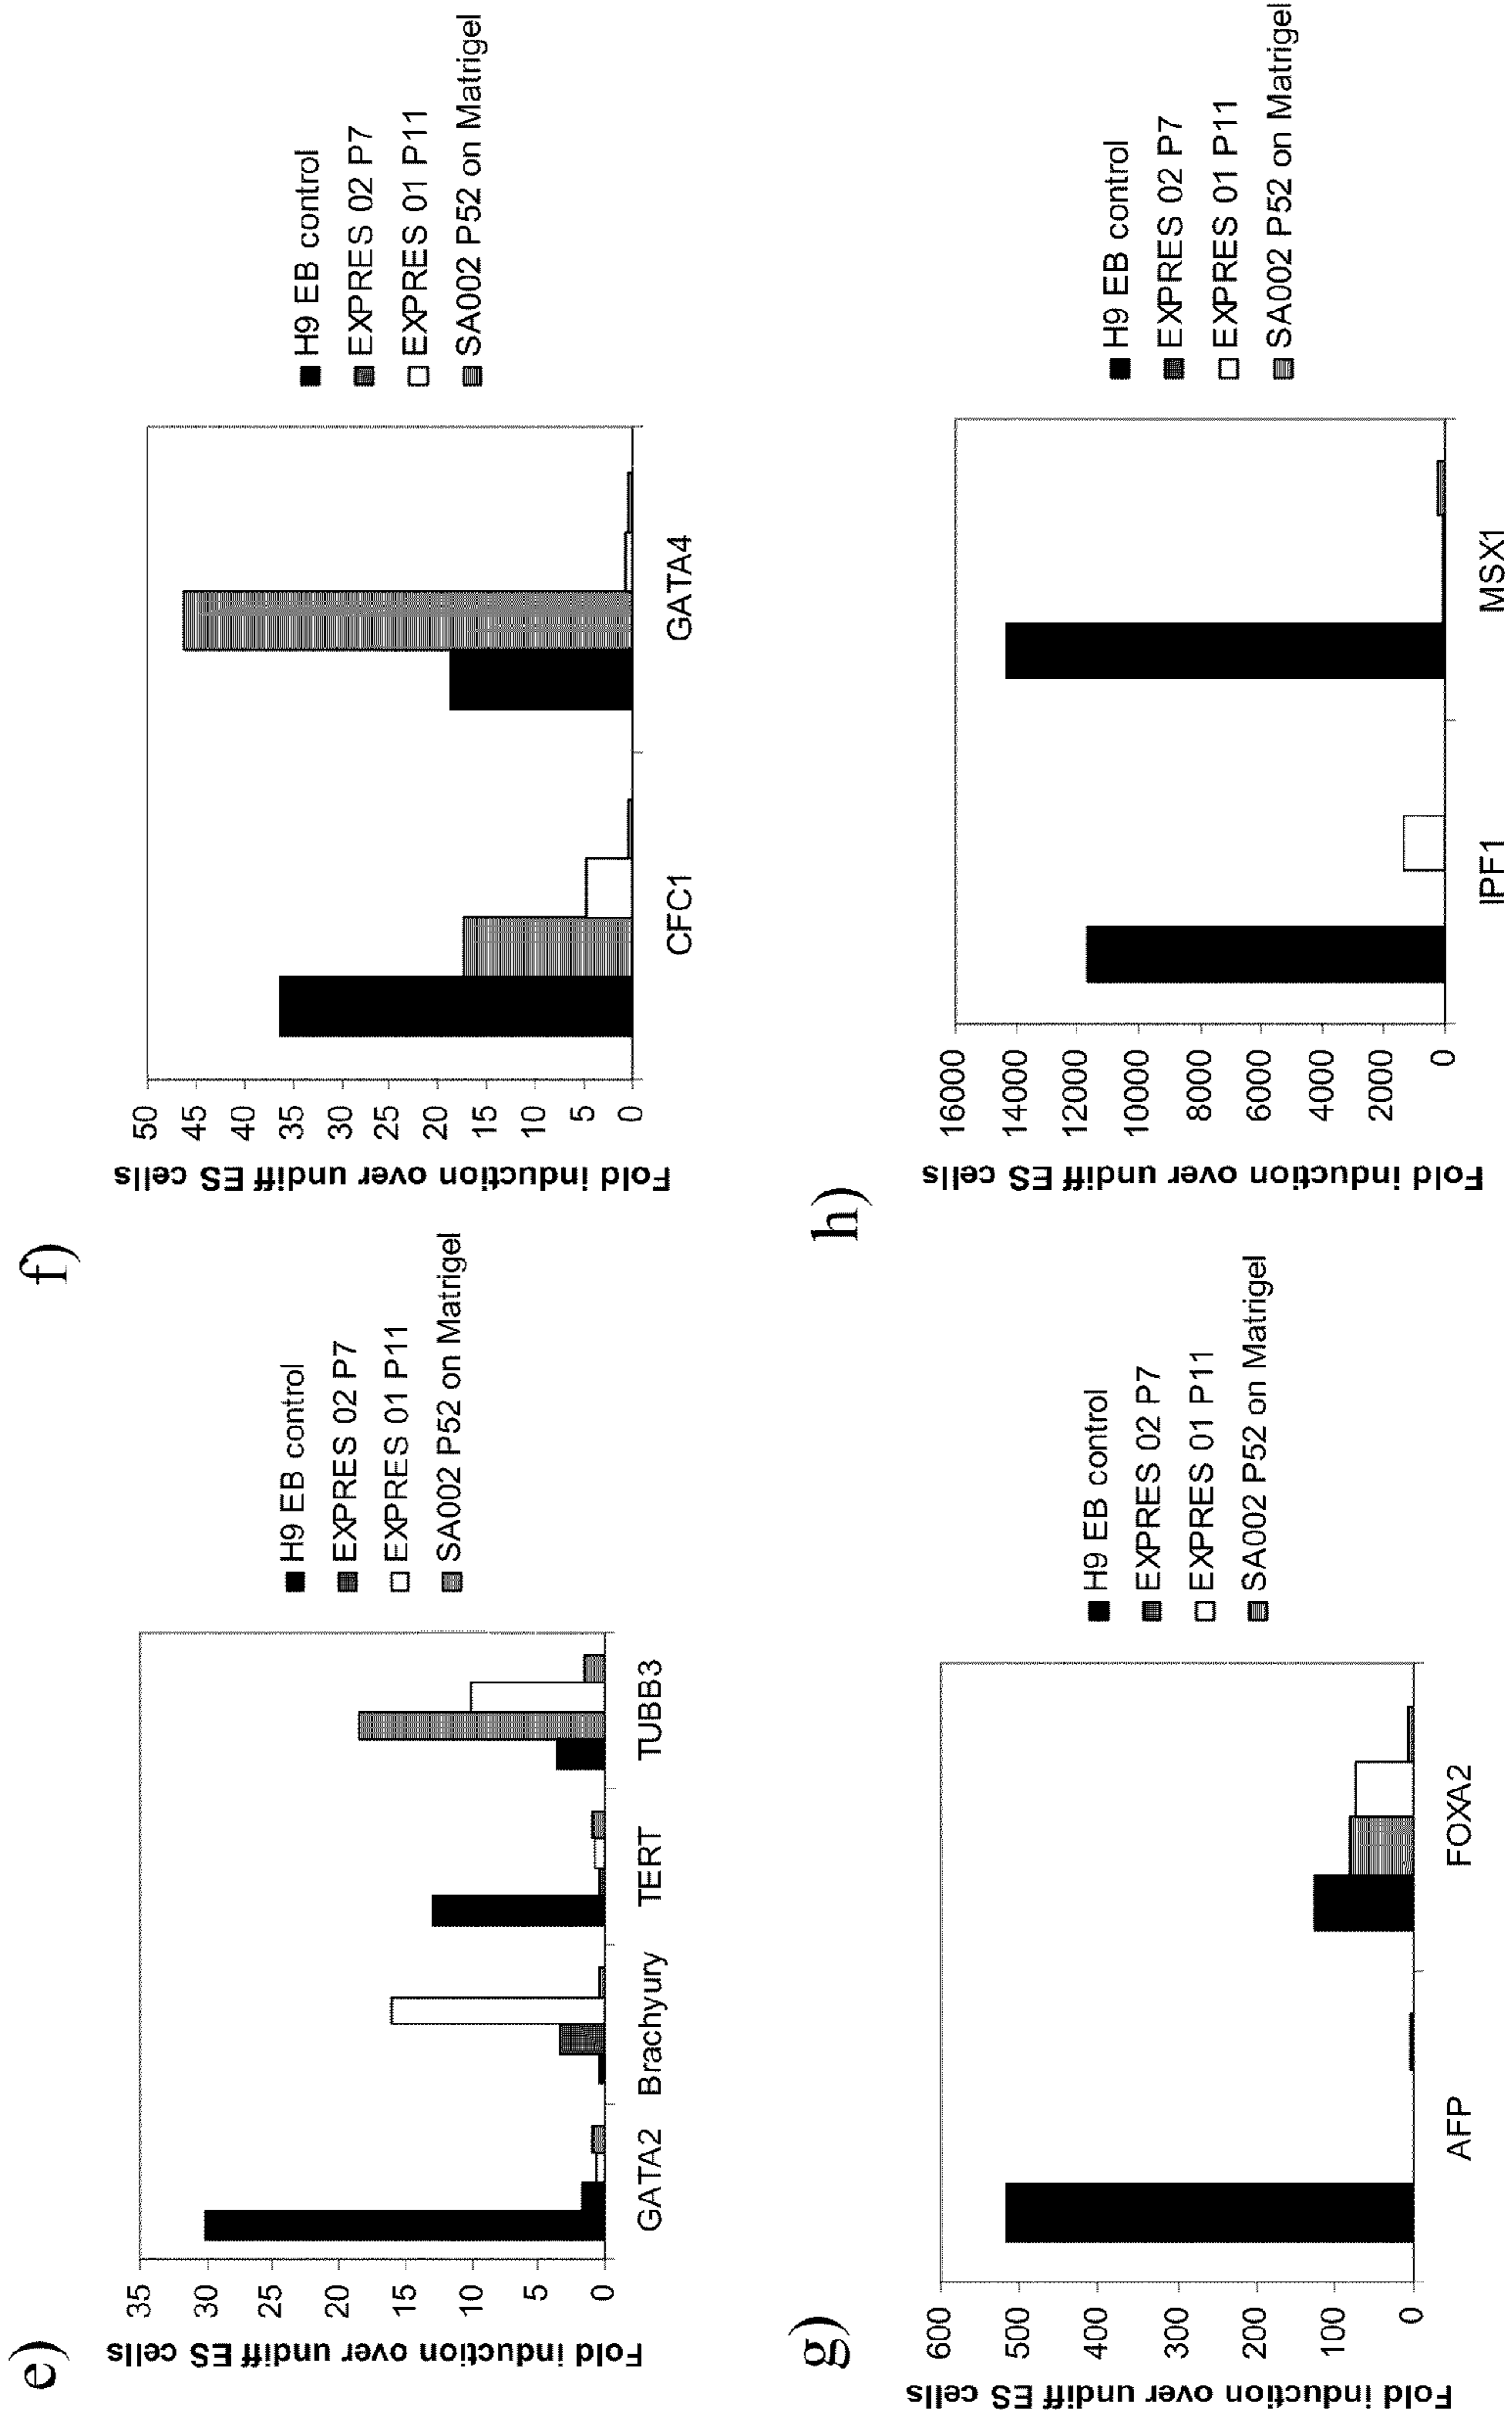 e)
Fold induction over undiff ES cells
35
30
25
20
15
10
5
0
GATA2
Brachyury
TERT
TUBB3
H9 EB control
EXPRES 02 P7
EXPRES 01 P11
SA002 P52 on Matrigel
f)
Fold induction over undiff ES cells
50
45
40
35
30
25
20
15
10
5
0
CFC1
GATA4
H9 EB control
EXPRES 02 P7
EXPRES 01 P11
SA002 P52 on Matrigel
g)
Fold induction over undiff ES cells
600
500
400
300
200
100
0
AFP
FOXA2
H9 EB control
EXPRES 02 P7
EXPRES 01 P11
SA002 P52 on Matrigel
h)
Fold induction over undiff ES cells
16000
14000
12000
10000
8000
6000
4000
2000
0
IPF1
MSX1
H9 EB control
EXPRES 02 P7
EXPRES 01 P11
SA002 P52 on Matrigel